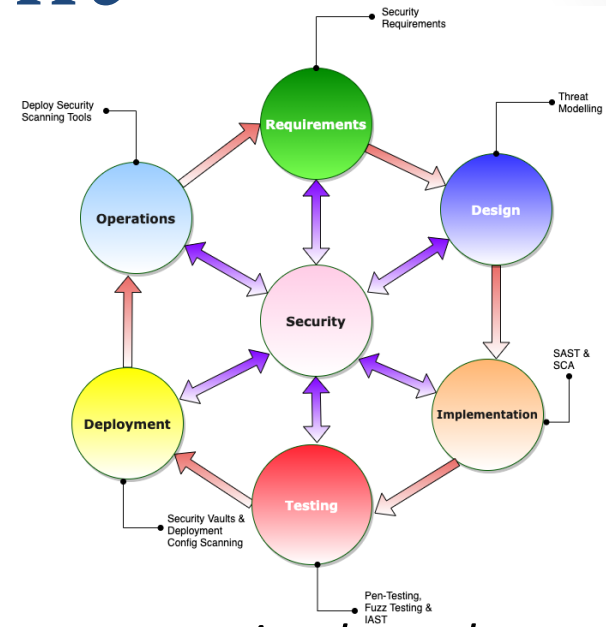 Security
Requirements
Requirements
Threat
Modelling
Deploy Security
Scanning Tools
Operations
Design
Security
SAST &
SCA
Deployment
Implementation
Testing
Security Vaults &
Deployment
Config Scanning
Pen-Testing,
Fuzz Testing &
IAST